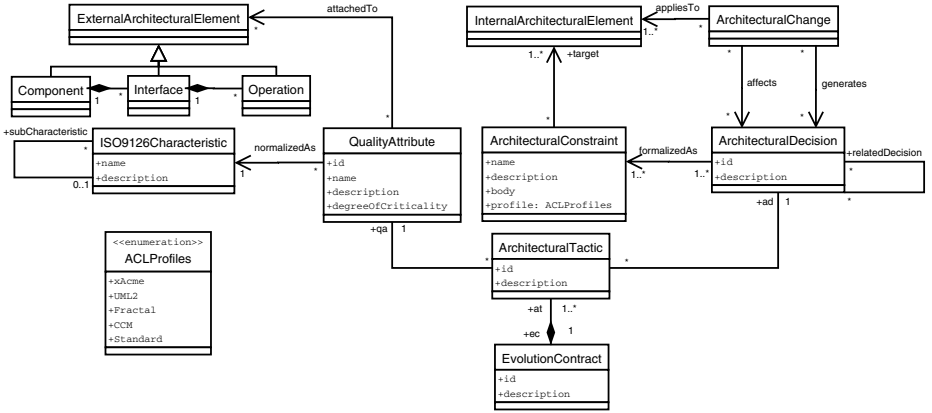 ExternalArchitecturalElement
*
attachedTo
InternalArchitecturalElement
1..*
appliesTo
*
ArchitecturalChange
Component
1
*
Interface
1
*
Operation
1..*
+target
*
*
affects
generates
*
*
+subCharacteristic
*
0..1
ISO9126Characteristic
+name
+description
normalizedAs
1
*
*
QualityAttribute
+id
+name
+description
+degreeOfCriticality
*
ArchitecturalConstraint
+name
+description
+body
+profile: ACLProfiles
formalizedAs
1..*
1..*
ArchitecturalDecision
+id
+description
+relatedDecision
*
*
+qa
1
+ad
1
<<enumeration>>
ACLProfiles
+xAcme
+UML2
+Fractal
+CCM
+Standard
*
ArchitecturalTactic
+id
+description
*
+at
1..*
+ec
1
EvolutionContract
+id
+description